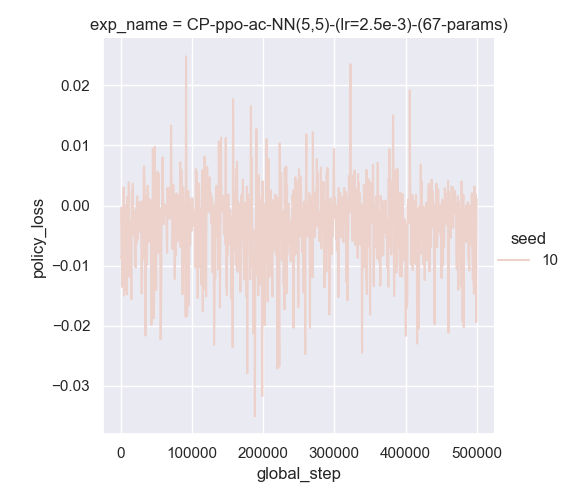 exp_name = CP-ppo-ac-NN(5,5)-(lr=2.5e-3)-(67-params)
0.02
0.01
0.00
−0.01
−0.02
−0.03
policy_loss
0 100000 200000 300000 400000 500000
global_step
seed
10